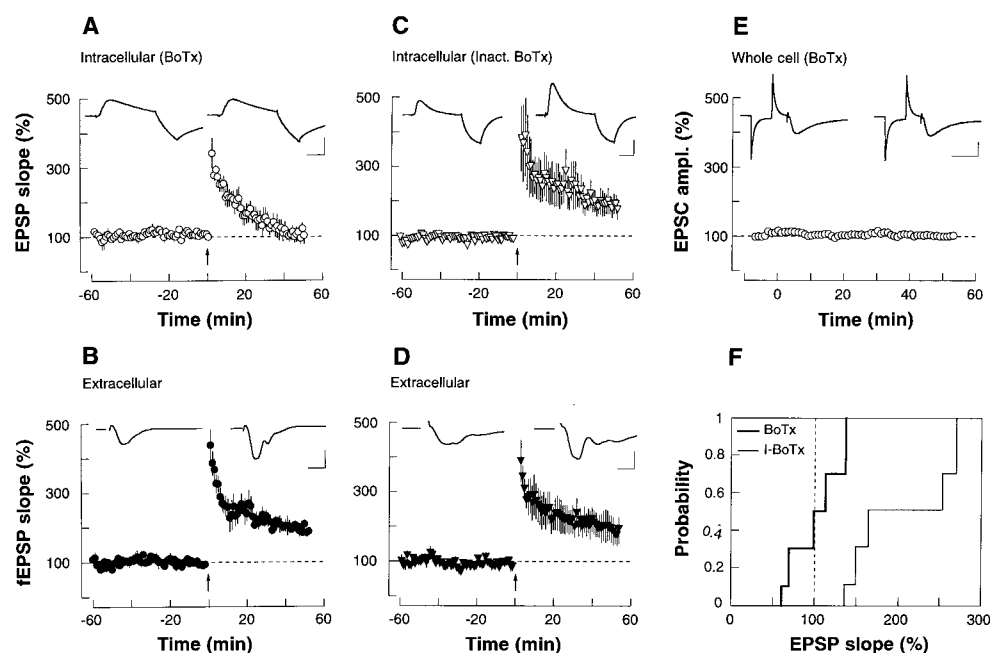 A
Intracellular (BoTx)
EPSP slope (%)
500
300
100
-60
-20
20
60
Time (min)
C
Intracellular (Inact. BoTx)
500
300
100
-60
-20
20
60
Time (min)
E
Whole cell (BoTx)
EPSC ampl. (%)
500
300
100
0
20
40
60
Time (min)
B
Extracellular
fEPSP slope (%)
500
300
100
-60
-20
20
60
Time (min)
D
Extracellular
500
300
100
-60
-20
20
60
Time (min)
F
Probability
1
0.8
0.6
0.4
0.2
0
BoTx
I-BoTx
0
100
200
300
EPSP slope (%)